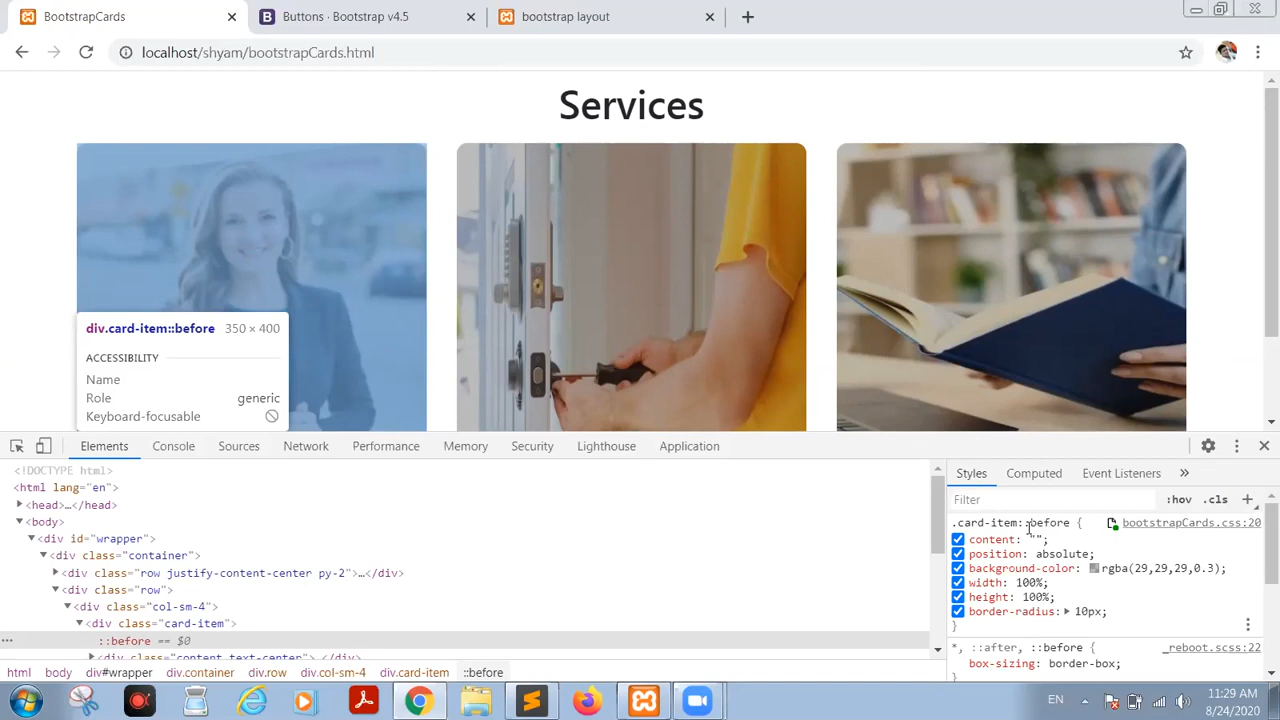 BootstrapCards
Buttons · Bootstrap v4.5
bootstrap layout
localhost/shyam/bootstrapCards.html
Services
div.card-item::before 350 × 400
ACCESSIBILITY
Name
Role generic
Keyboard-focusable
Elements Console Sources Network Performance Memory Security Lighthouse Application
<!DOCTYPE html>
<html lang="en">
<head>…</head>
<body>
<div id="wrapper">
<div class="container">
<div class="row justify-content-center py-2">…</div>
<div class="row">
<div class="col-sm-4">
<div class="card-item">
::before == $0
<div class="content text-center">…</div>
html body div#wrapper div.container div.row div.col-sm-4 div.card-item ::before
Styles Computed Event Listeners
Filter :hov .cls
.card-item::before { bootstrapCards.css:20
content: "";
position: absolute;
background-color: rgba(29,29,29,0.3);
width: 100%;
height: 100%;
border-radius: 10px;
}
*, ::after, ::before { _reboot.scss:22
box-sizing: border-box;
}
EN
11:29 AM
8/24/2020